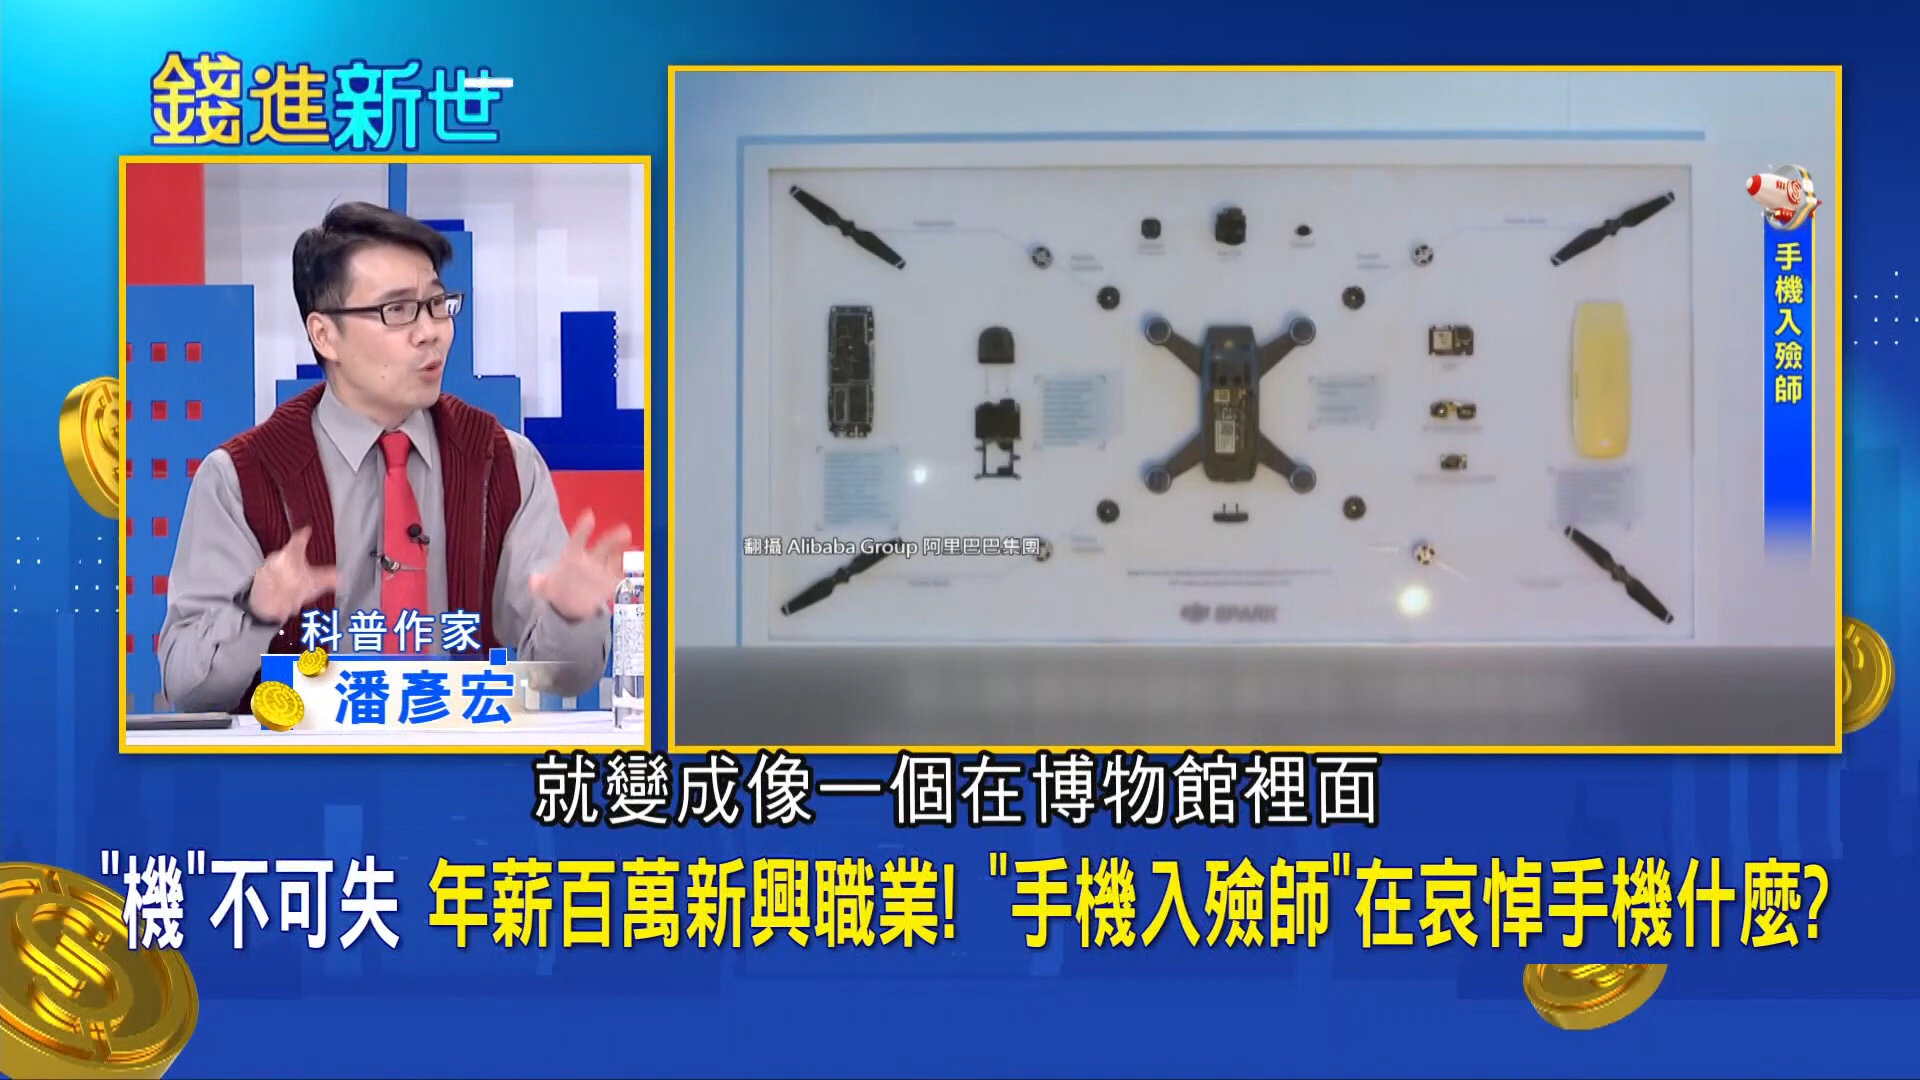 錢進新世
手機入殮師
翻攝 Alibaba Group 阿里巴巴集團
SPARK
科普作家
潘彥宏
就變成像一個在博物館裡面
"機"不可失 年薪百萬新興職業! "手機入殮師"在哀悼手機什麼?